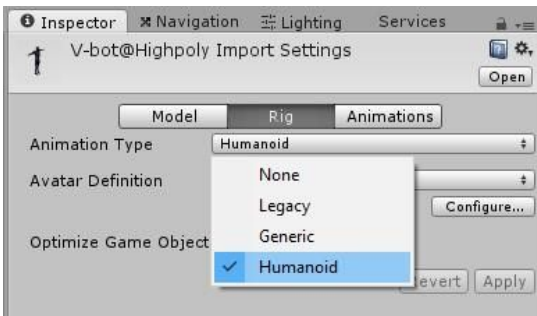 Inspector Navigation Lighting Services
V-bot@Highpoly Import Settings
Open
Model Rig Animations
Animation Type Humanoid
None
Avatar Definition
Legacy Configure...
Generic
Optimize Game Object
Humanoid
Revert Apply